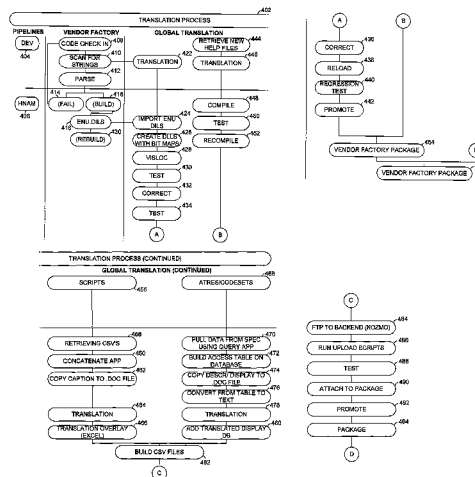 TRANSLATION PROCESS
402
PIPELINES
VENDOR FACTORY
GLOBAL TRANSLATION
DEV
404
CODE CHECK IN
408
SCAN FOR STRINGS
410
PARSE
412
414
(FAIL)
(BUILD)
416
HNAM
406
ENU DLLS
418
(REBUILD)
420
TRANSLATION
422
IMPORT ENU DLLS
424
CREATE DLLS WITH BIT MAPS
426
VISLOC
428
TEST
430
CORRECT
432
TEST
434
A
RETRIEVE NEW HELP FILES
444
TRANSLATION
446
COMPILE
448
TEST
450
RECOMPILE
452
B
A
B
CORRECT
436
RELOAD
438
REGRESSION TEST
440
PROMOTE
442
VENDOR FACTORY PACKAGE
454
VENDOR FACTORY PACKAGE
TRANSLATION PROCESS (CONTINUED)
GLOBAL TRANSLATION (CONTINUED)
SCRIPTS
456
ATRES/CODESETS
468
RETRIEVING CSV'S
458
CONCATENATE APP
460
COPY CAPTION TO .DOC FILE
462
TRANSLATION
464
TRANSLATION OVERLAY (EXCEL)
466
PULL DATA FROM SPEC USING QUERY APP
470
BUILD ACCESS TABLE ON DATABASE
472
COPY DESCR/ DISPLAY TO DOC FILE
474
CONVERT FROM TABLE TO TEXT
476
TRANSLATION
478
ADD TRANSLATED DISPLAY DB
480
BUILD CSV FILES
482
C
C
FTP TO BACKEND (KOZMO)
484
RUN UPLOAD SCRIPTS
486
TEST
488
ATTACH TO PACKAGE
490
PROMOTE
492
PACKAGE
494
D